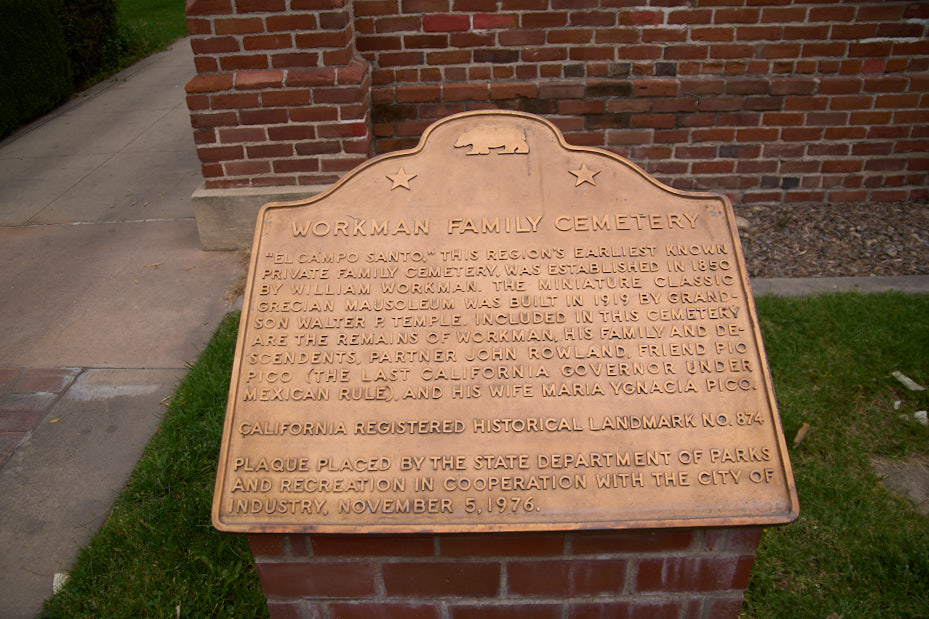 WORKMAN FAMILY CEMETERY
"EL CAMPO SANTO," THIS REGION'S EARLIEST KNOWN
PRIVATE FAMILY CEMETERY, WAS ESTABLISHED IN 1850
BY WILLIAM WORKMAN. THE MINIATURE CLASSIC
GRECIAN MAUSOLEUM WAS BUILT IN 1919 BY GRAND-
SON WALTER P. TEMPLE. INCLUDED IN THIS CEMETERY
ARE THE REMAINS OF WORKMAN, HIS FAMILY AND DE-
SCENDENTS, PARTNER JOHN ROWLAND, FRIEND PIO
PICO (THE LAST CALIFORNIA GOVERNOR UNDER
MEXICAN RULE), AND HIS WIFE MARIA YGNACIA PICO.
CALIFORNIA REGISTERED HISTORICAL LANDMARK NO. 874
PLAQUE PLACED BY THE STATE DEPARTMENT OF PARKS
AND RECREATION IN COOPERATION WITH THE CITY OF
INDUSTRY, NOVEMBER 5, 1976.